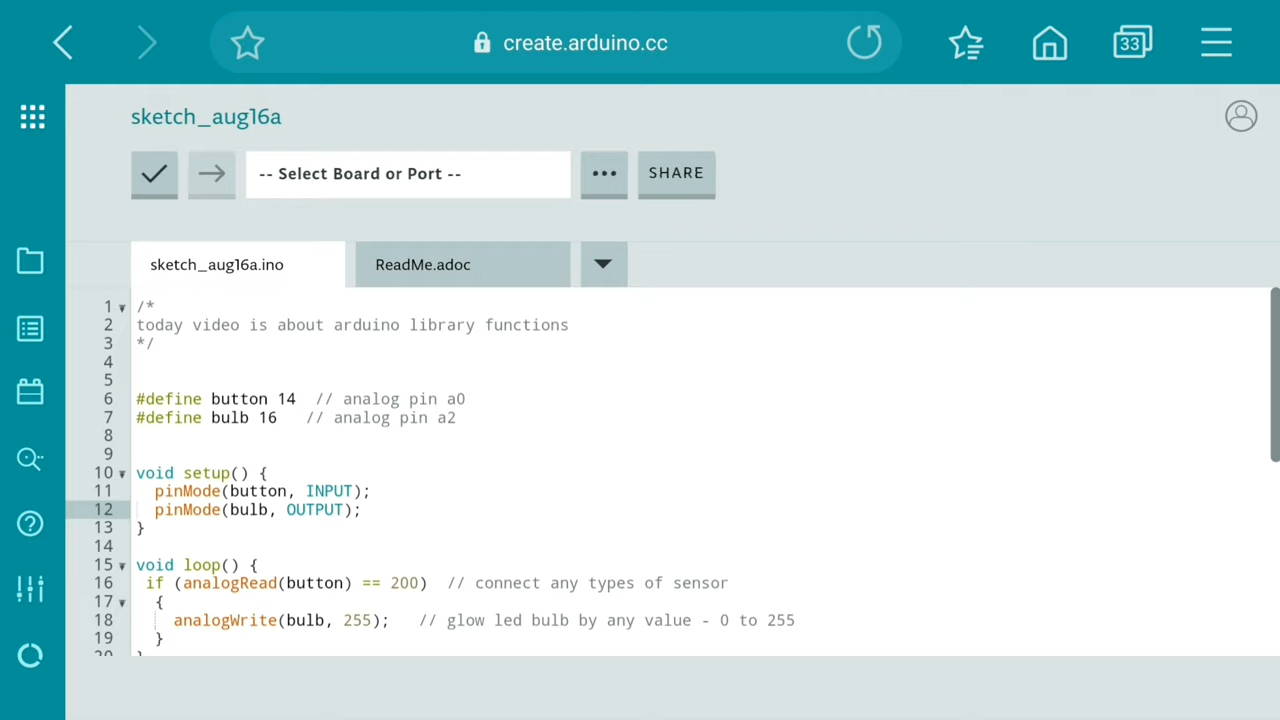 create.arduino.cc
33
sketch_aug16a
-- Select Board or Port --
SHARE
sketch_aug16a.ino
ReadMe.adoc
1 /*
2 today video is about arduino library functions
3 */
4
5
6 #define button 14  // analog pin a0
7 #define bulb 16   // analog pin a2
8
9
10 void setup() {
11   pinMode(button, INPUT);
12   pinMode(bulb, OUTPUT);
13 }
14
15 void loop() {
16  if (analogRead(button) == 200)  // connect any types of sensor
17   {
18     analogWrite(bulb, 255);   // glow led bulb by any value - 0 to 255
19   }
20 }